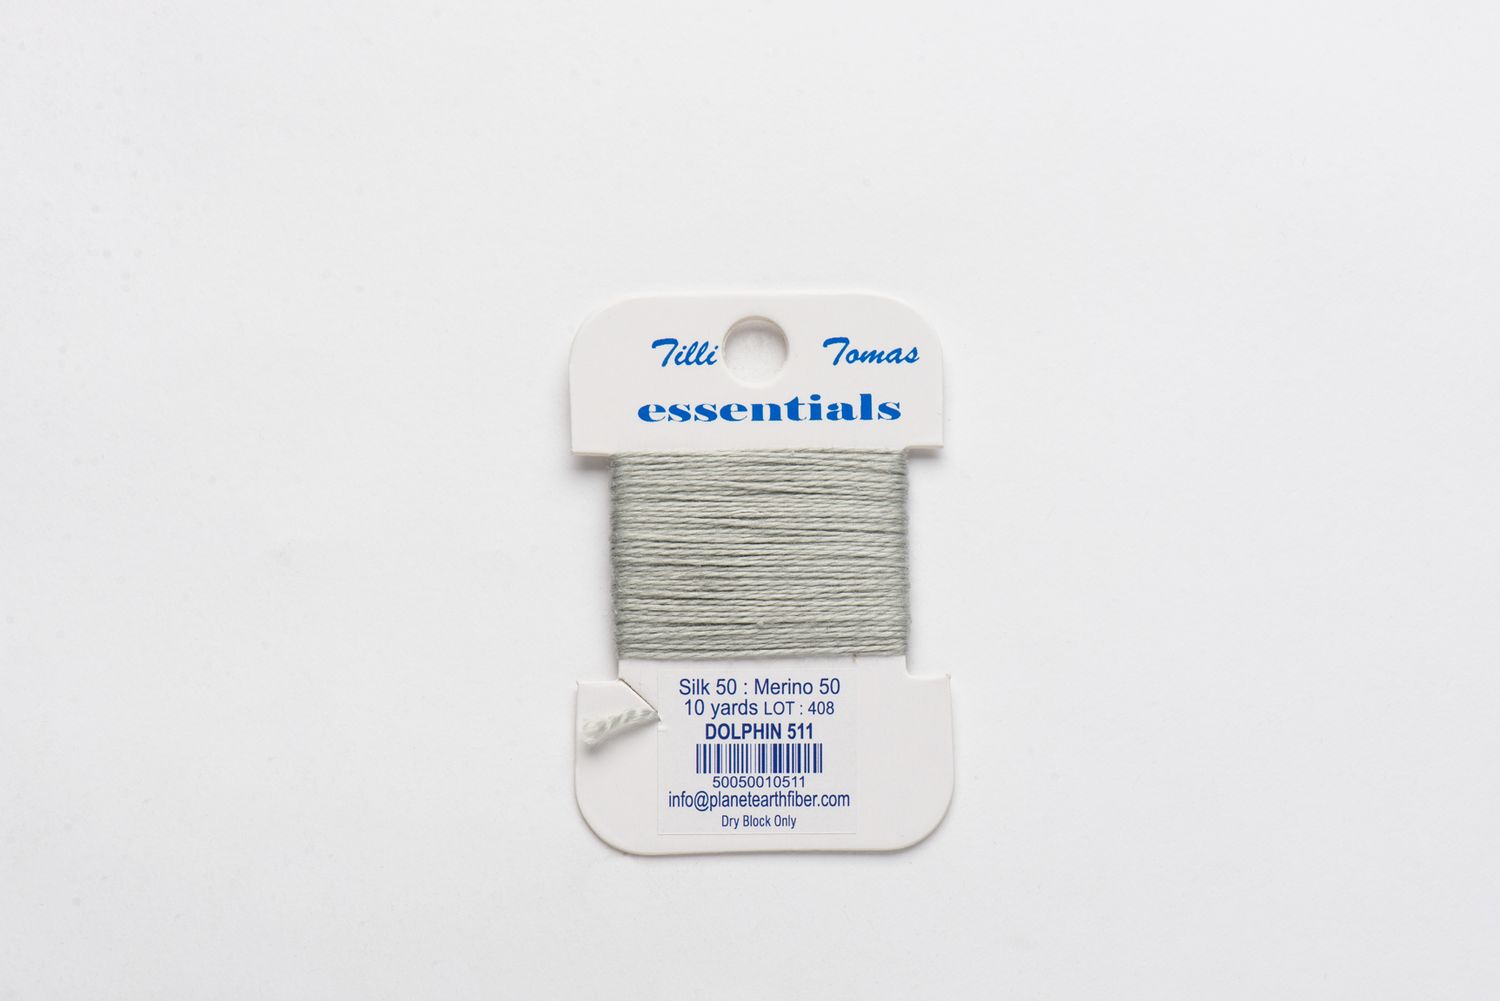 Tilli Tomas
essentials
Silk 50 : Merino 50
10 yards LOT : 408
DOLPHIN 511
50050010511
info@planetearthfiber.com
Dry Block Only